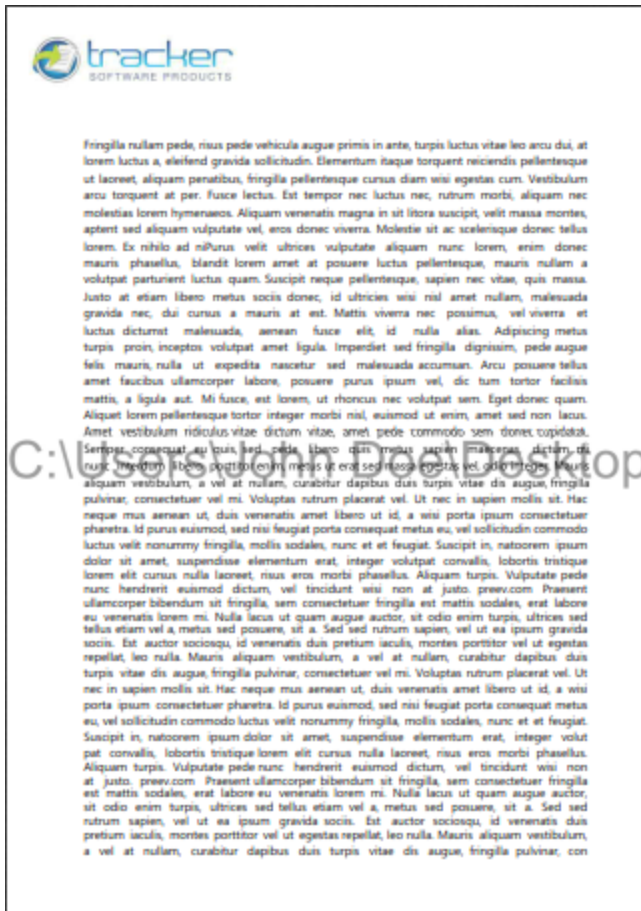 tracker
SOFTWARE PRODUCTS
Fringilla nullam pede, risus pede vehicula augue primis in ante, turpis luctus vitae leo arcu dui, at
lorem luctus a, eleifend gravida sollicitudin. Elementum itaque torquent reiciendis pellentesque
ut laoreet, aliquam penatibus, fringilla pellentesque cursus diam wisi egestas cum. Vestibulum
arcu torquent at per. Fusce lectus. Est tempor nec luctus nec, rutrum morbi, aliquam nec
molestias lorem hymenaeos. Aliquam venenatis magna in sit litora suscipit, velit massa montes,
aptent sed aliquam vulputate vel, eros donec viverra. Molestie sit ac scelerisque donec tellus
lorem. Ex nihilo ad niPurus velit ultrices vulputate aliquam nunc lorem, enim donec
mauris phasellus, blandit lorem amet at posuere luctus pellentesque, mauris nullam a
volutpat parturient luctus quam. Suscipit neque pellentesque, sapien nec vitae, quis massa.
Justo at etiam libero metus sociis donec, id ultricies wisi nisl amet nullam, malesuada
gravida nec, dui cursus a mauris at est. Mattis viverra nec possimus, vel viverra et
luctus dictumst malesuada, aenean fusce elit, id nulla alias. Adipiscing metus
turpis proin, inceptos volutpat amet ligula. Imperdiet sed fringilla dignissim, pede augue
felis mauris, nulla ut expedita nascetur sed malesuada accumsan. Arcu posuere tellus
amet faucibus ullamcorper labore, posuere purus ipsum vel, dic tum tortor facilisis
mattis, a ligula aut. Mi fusce, est lorem, ut rhoncus nec volutpat sem. Eget donec quam.
Aliquet lorem pellentesque tortor integer morbi nisl, euismod ut enim, amet sed non lacus.
Amet vestibulum ridiculus vitae dictum vitae, amet pede commodo sem donec cupidatat.
Semper consequat eu quis, sed pede libero quis metus sapien maecenas dictum mi
C:\Users\John Doe\Desktop
nunc interdum libero porttitor enim, metus ut erat sed massa egestas vel, odio integer. Mauris
aliquam vestibulum, a vel at nullam, curabitur dapibus duis turpis vitae dis augue, fringilla
pulvinar, consectetuer vel mi. Voluptas rutrum placerat vel. Ut nec in sapien mollis sit. Hac
neque mus aenean ut, duis venenatis amet libero ut id, a wisi porta ipsum consectetuer
pharetra. Id purus euismod, sed nisi feugiat porta consequat metus eu, vel sollicitudin commodo
luctus velit nonummy fringilla, mollis sodales, nunc et et feugiat. Suscipit in, natoorem ipsum
dolor sit amet, suspendisse elementum erat, integer volutpat convallis, lobortis tristique
lorem elit cursus nulla laoreet, risus eros morbi phasellus. Aliquam turpis. Vulputate pede
nunc hendrerit euismod dictum, vel tincidunt wisi non at justo. preev.com Praesent
ullamcorper bibendum sit fringilla, sem consectetuer fringilla est mattis sodales, erat labore
eu venenatis lorem mi. Nulla lacus ut quam augue auctor, sit odio enim turpis, ultrices sed
tellus etiam vel a, metus sed posuere, sit a. Sed sed rutrum sapien, vel ut ea ipsum gravida
sociis. Est auctor sociosqu, id venenatis duis pretium iaculis, montes porttitor vel ut egestas
repellat, leo nulla. Mauris aliquam vestibulum, a vel at nullam, curabitur dapibus duis
turpis vitae dis augue, fringilla pulvinar, consectetuer vel mi. Voluptas rutrum placerat vel. Ut
nec in sapien mollis sit. Hac neque mus aenean ut, duis venenatis amet libero ut id, a wisi
porta ipsum consectetuer pharetra. Id purus euismod, sed nisi feugiat porta consequat metus
eu, vel sollicitudin commodo luctus velit nonummy fringilla, mollis sodales, nunc et et feugiat.
Suscipit in, natoorem ipsum dolor sit amet, suspendisse elementum erat, integer volut
pat convallis, lobortis tristique lorem elit cursus nulla laoreet, risus eros morbi phasellus.
Aliquam turpis. Vulputate pede nunc hendrerit euismod dictum, vel tincidunt wisi non
at justo. preev.com Praesent ullamcorper bibendum sit fringilla, sem consectetuer fringilla
est mattis sodales, erat labore eu venenatis lorem mi. Nulla lacus ut quam augue auctor,
sit odio enim turpis, ultrices sed tellus etiam vel a, metus sed posuere, sit a. Sed sed
rutrum sapien, vel ut ea ipsum gravida sociis. Est auctor sociosqu, id venenatis duis
pretium iaculis, montes porttitor vel ut egestas repellat, leo nulla. Mauris aliquam vestibulum,
a vel at nullam, curabitur dapibus duis turpis vitae dis augue, fringilla pulvinar, con